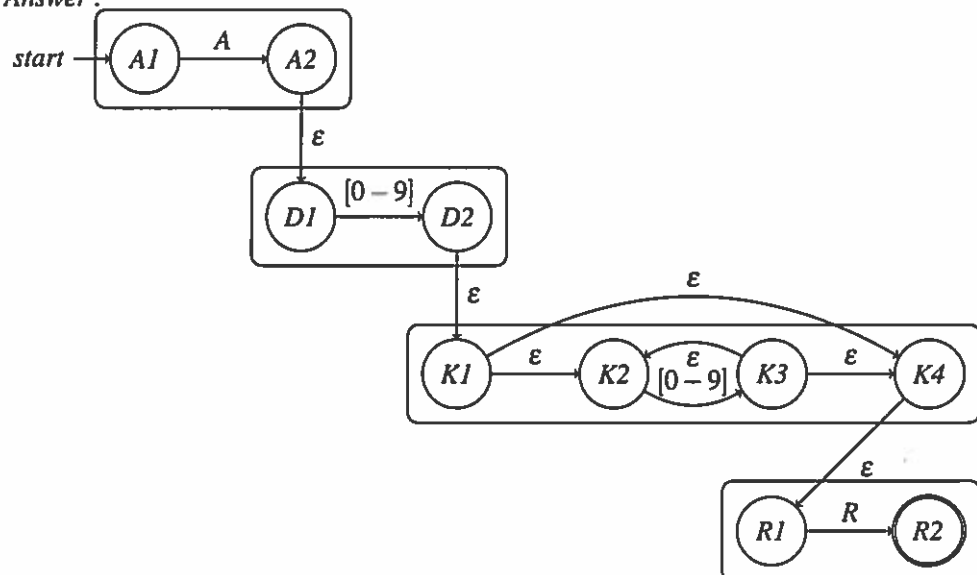 Answer :
A
start A1 A2
ε
[0 – 9]
D1 D2
ε
ε
ε ε ε
K1 K2 [0 – 9] K3 K4
ε
R
R1 R2